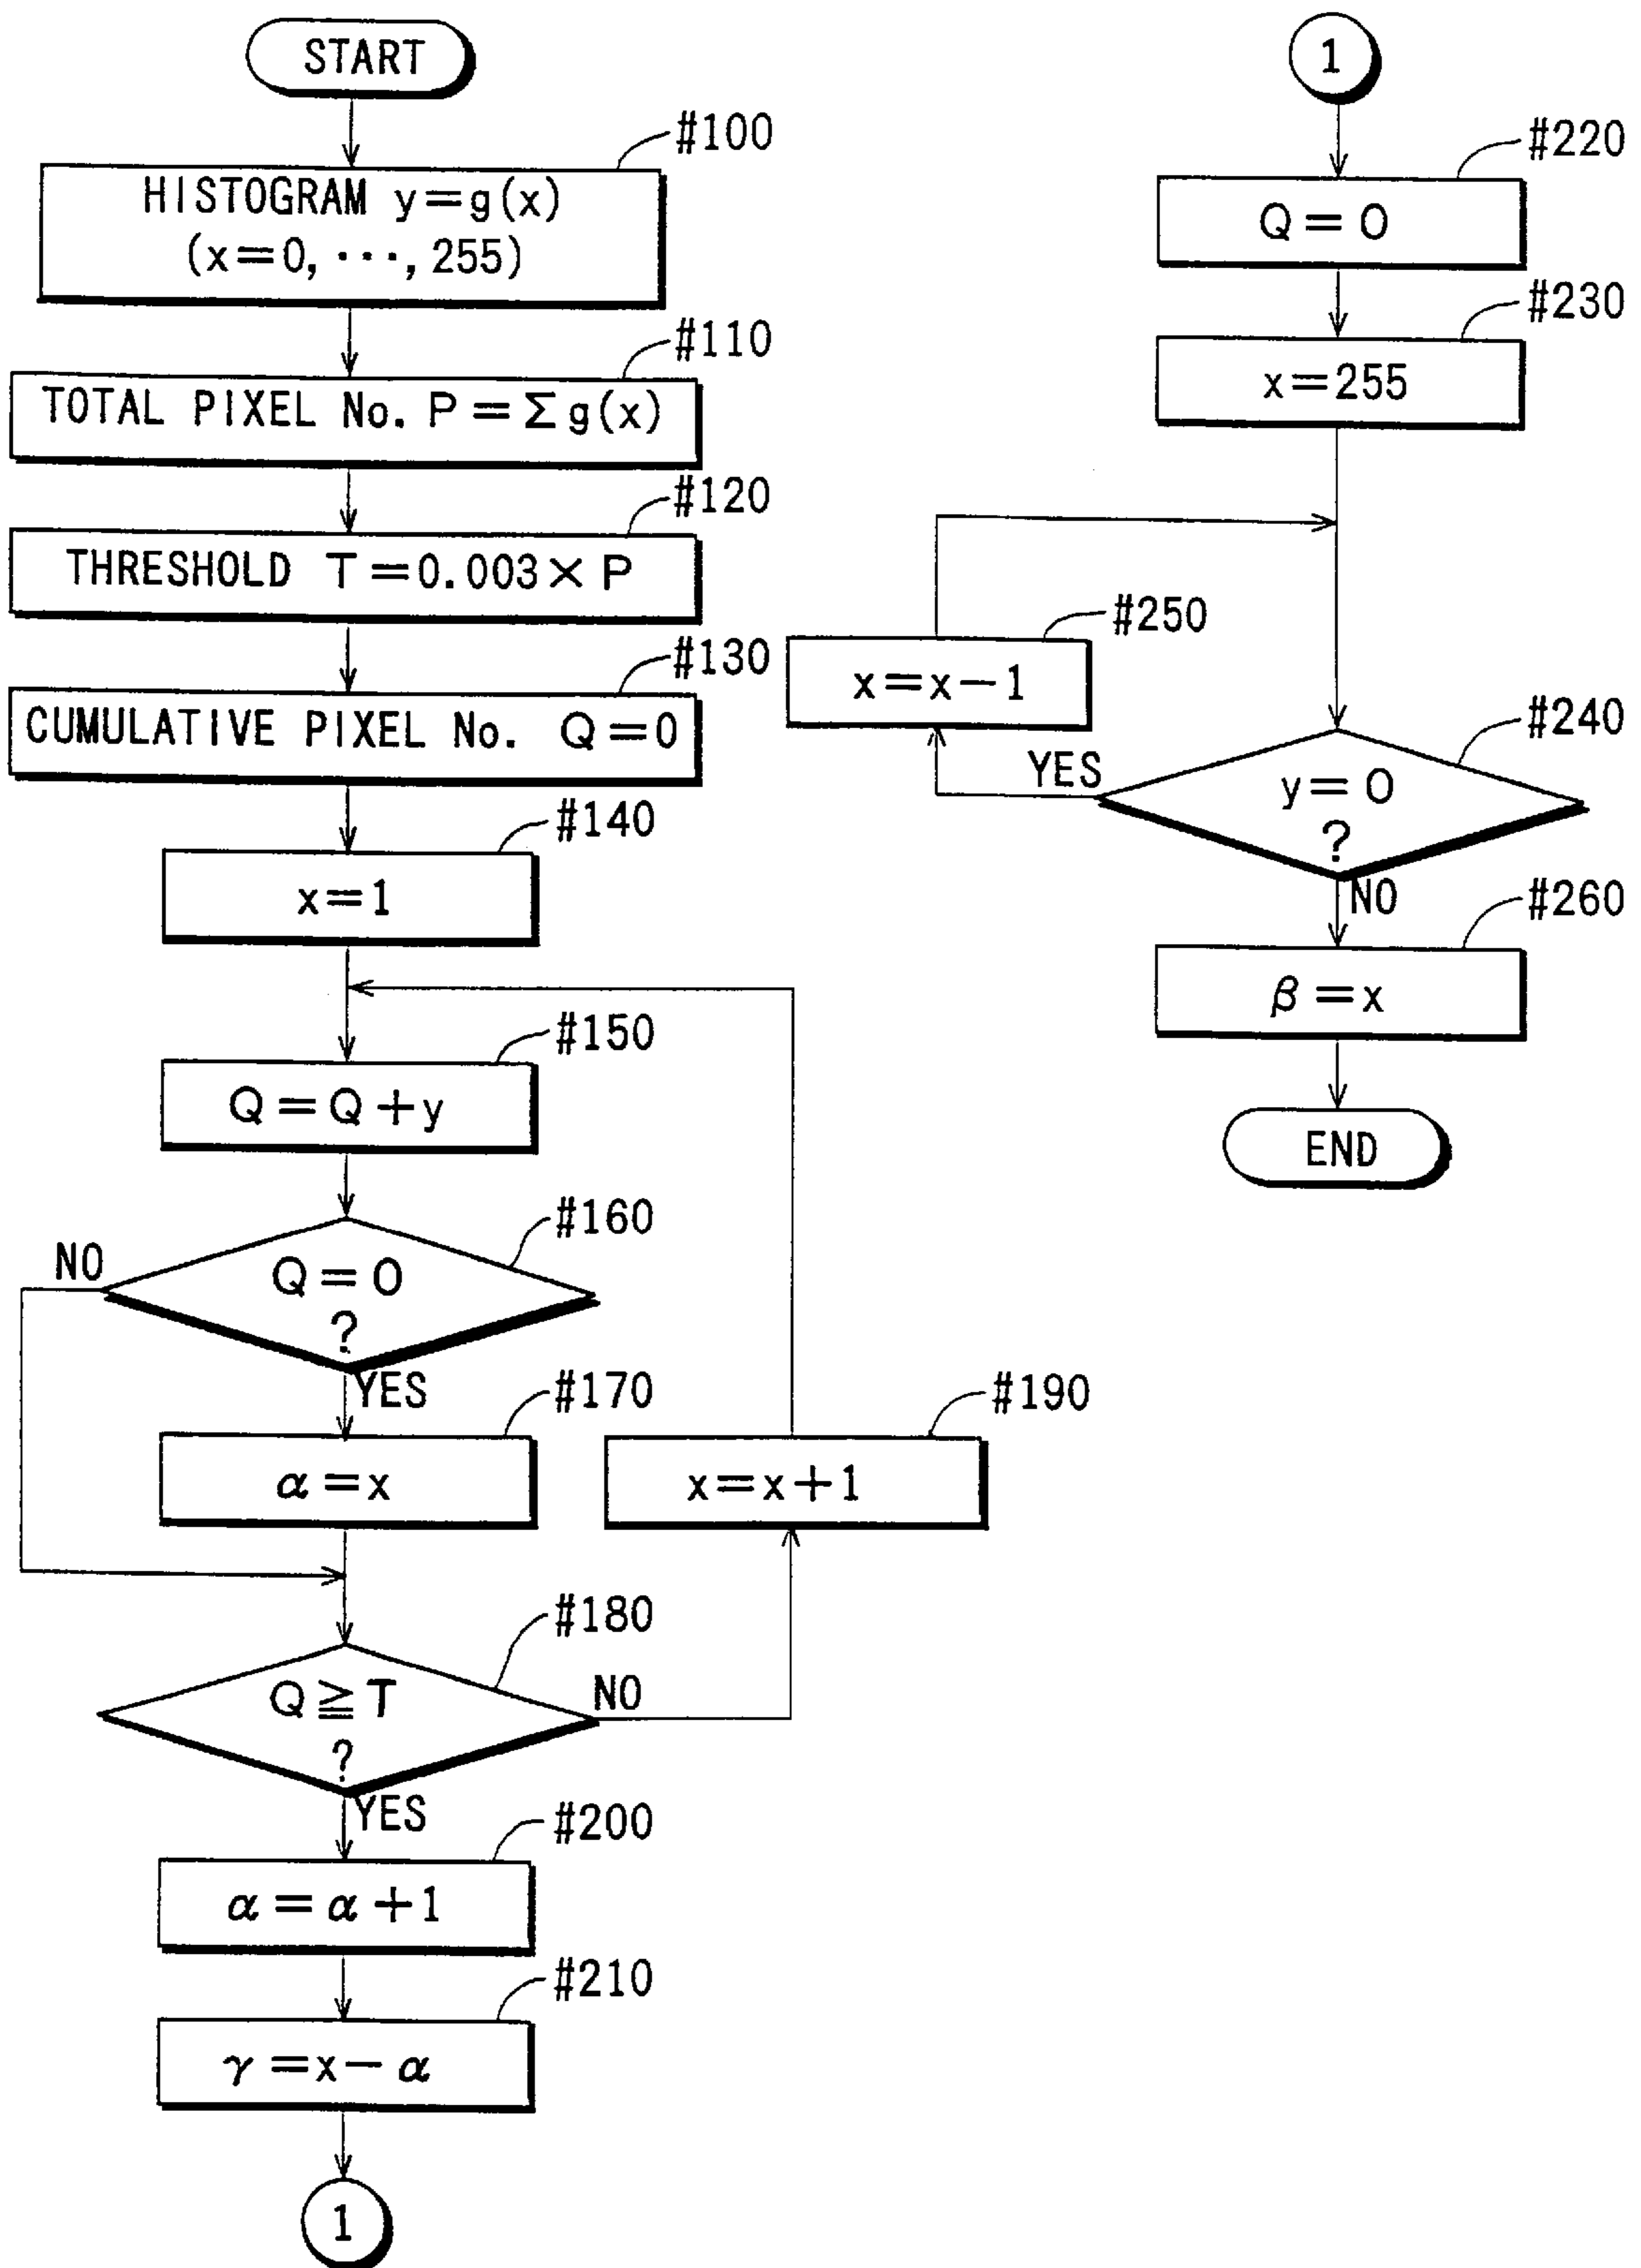 START
#100
HISTOGRAM y=g(x)
(x=0, ···, 255)
#110
TOTAL PIXEL No. P=Σg(x)
#120
THRESHOLD T=0.003×P
#130
CUMULATIVE PIXEL No. Q=0
#140
x=1
#150
Q=Q+y
#160
NO
Q=0
?
YES
#170
α=x
#190
x=x+1
#180
Q≧T
?
NO
YES
#200
α=α+1
#210
γ=x-α
1
1
#220
Q=0
#230
x=255
#250
x=x-1
#240
YES
y=0
?
NO
#260
β=x
END